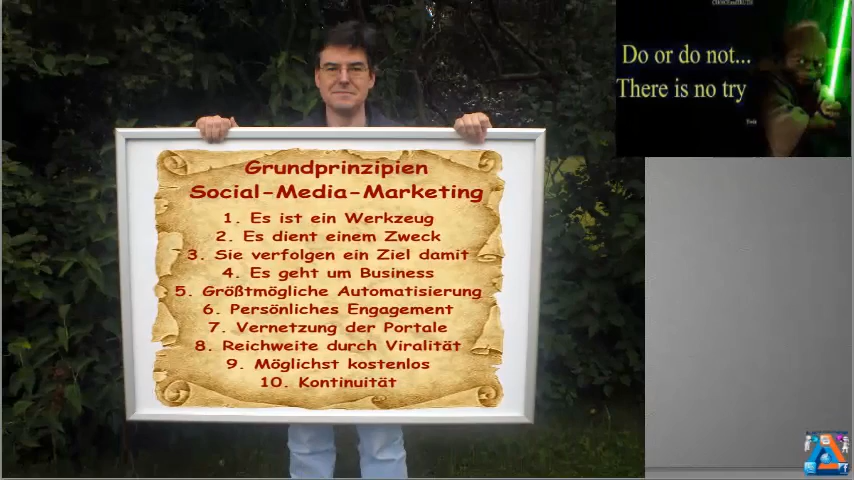 Grundprinzipien
Social-Media-Marketing
1. Es ist ein Werkzeug
2. Es dient einem Zweck
3. Sie verfolgen ein Ziel damit
4. Es geht um Business
5. Größtmögliche Automatisierung
6. Persönliches Engagement
7. Vernetzung der Portale
8. Reichweite durch Viralität
9. Möglichst kostenlos
10. Kontinuität
Do or do not...
There is no try
Yoda